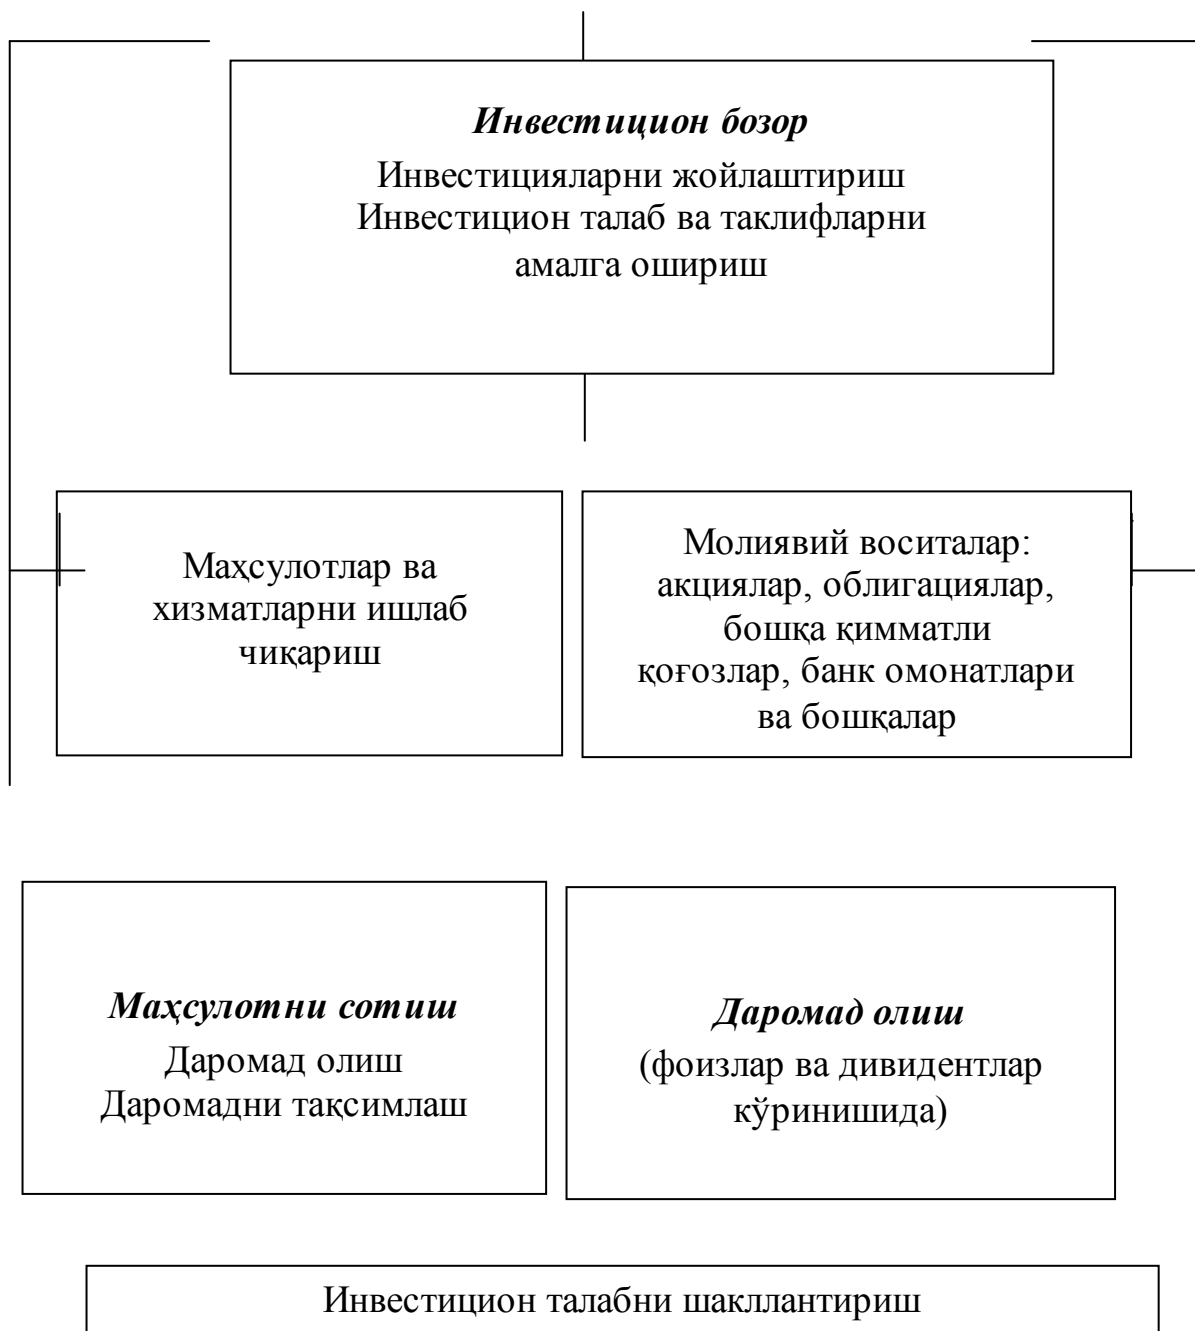 Инвестицион бозор
Инвестицияларни жойлаштириш
Инвестицион талаб ва таклифларни
амалга ошириш
Маҳсулотлар ва
хизматларни ишлаб
чиқариш
Молиявий воситалар:
акциялар, облигациялар,
бошқа қимматли
қоғозлар, банк омонатлари
ва бошқалар
Маҳсулотни сотиш
Даромад олиш
Даромадни тақсимлаш
Даромад олиш
(фоизлар ва дивидентлар
кўринишида)
Инвестицион талабни шакллантириш